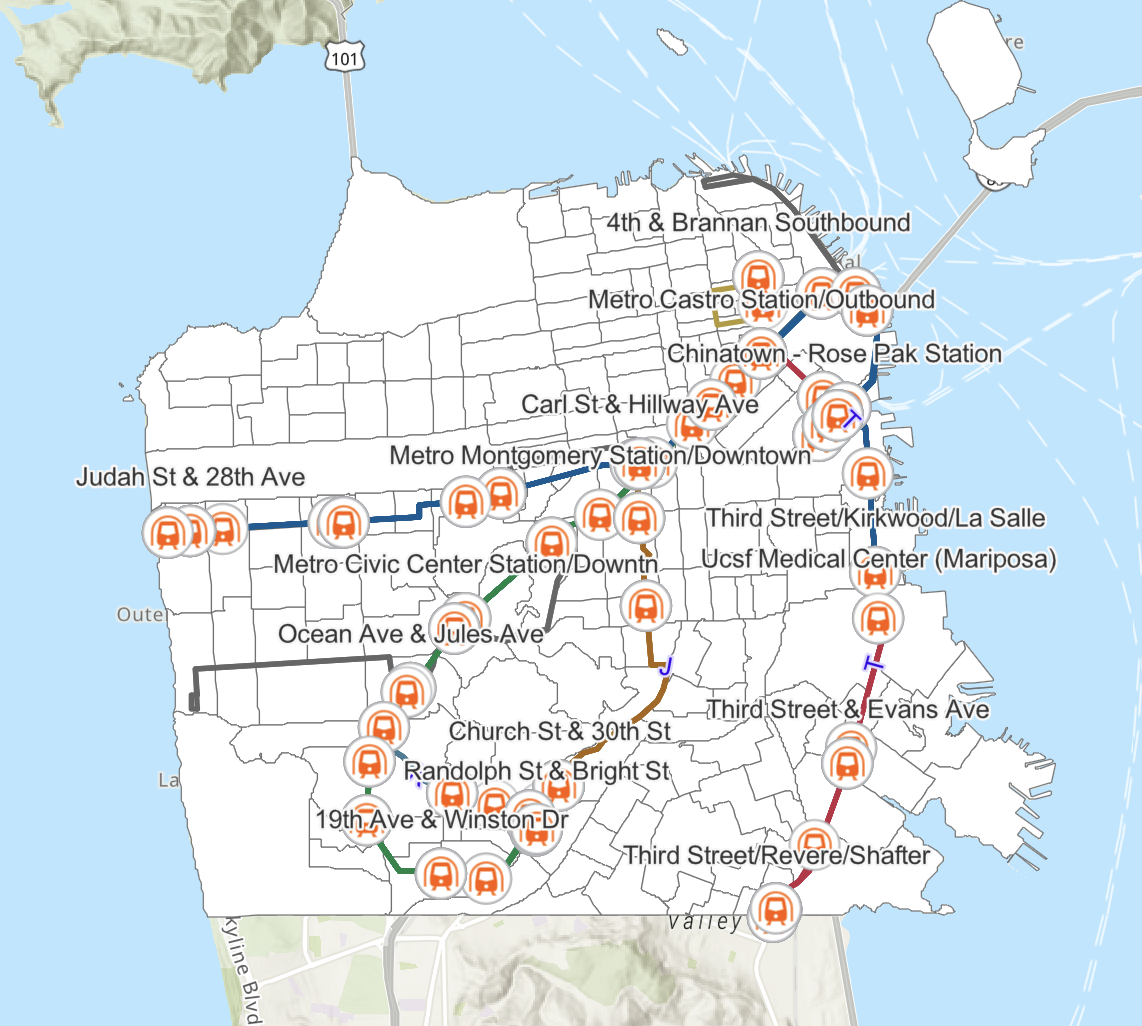 101
re
4th & Brannan Southbound
al
Metro Castro Station/Outbound
Chinatown - Rose Pak Station
Carl St & Hillway Ave
T
Metro Montgomery Station/Downtown
Judah St & 28th Ave
Third Street/Kirkwood/La Salle
Ucsf Medical Center (Mariposa)
Metro Civic Center Station/Downtn
Oute
Ocean Ave & Jules Ave
J
T
Third Street & Evans Ave
Church St & 30th St
Randolph St & Bright St
La
19th Ave & Winston Dr
Third Street/Revere/Shafter
Valley
kyline Blvd